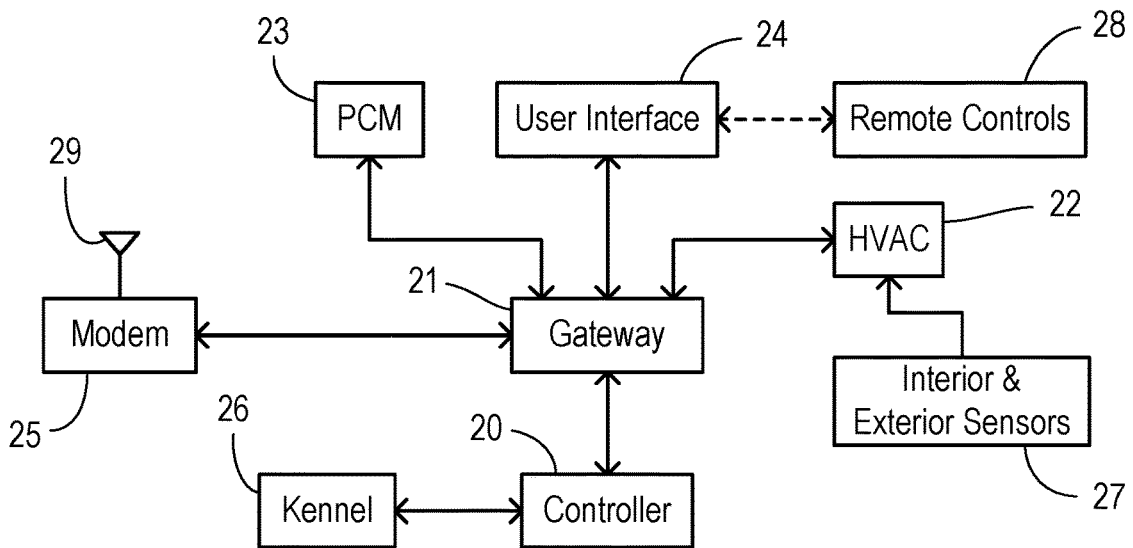 23
24
28
PCM
User Interface
Remote Controls
29
22
HVAC
21
Modem
Gateway
Interior &
Exterior Sensors
25
26
20
27
Kennel
Controller